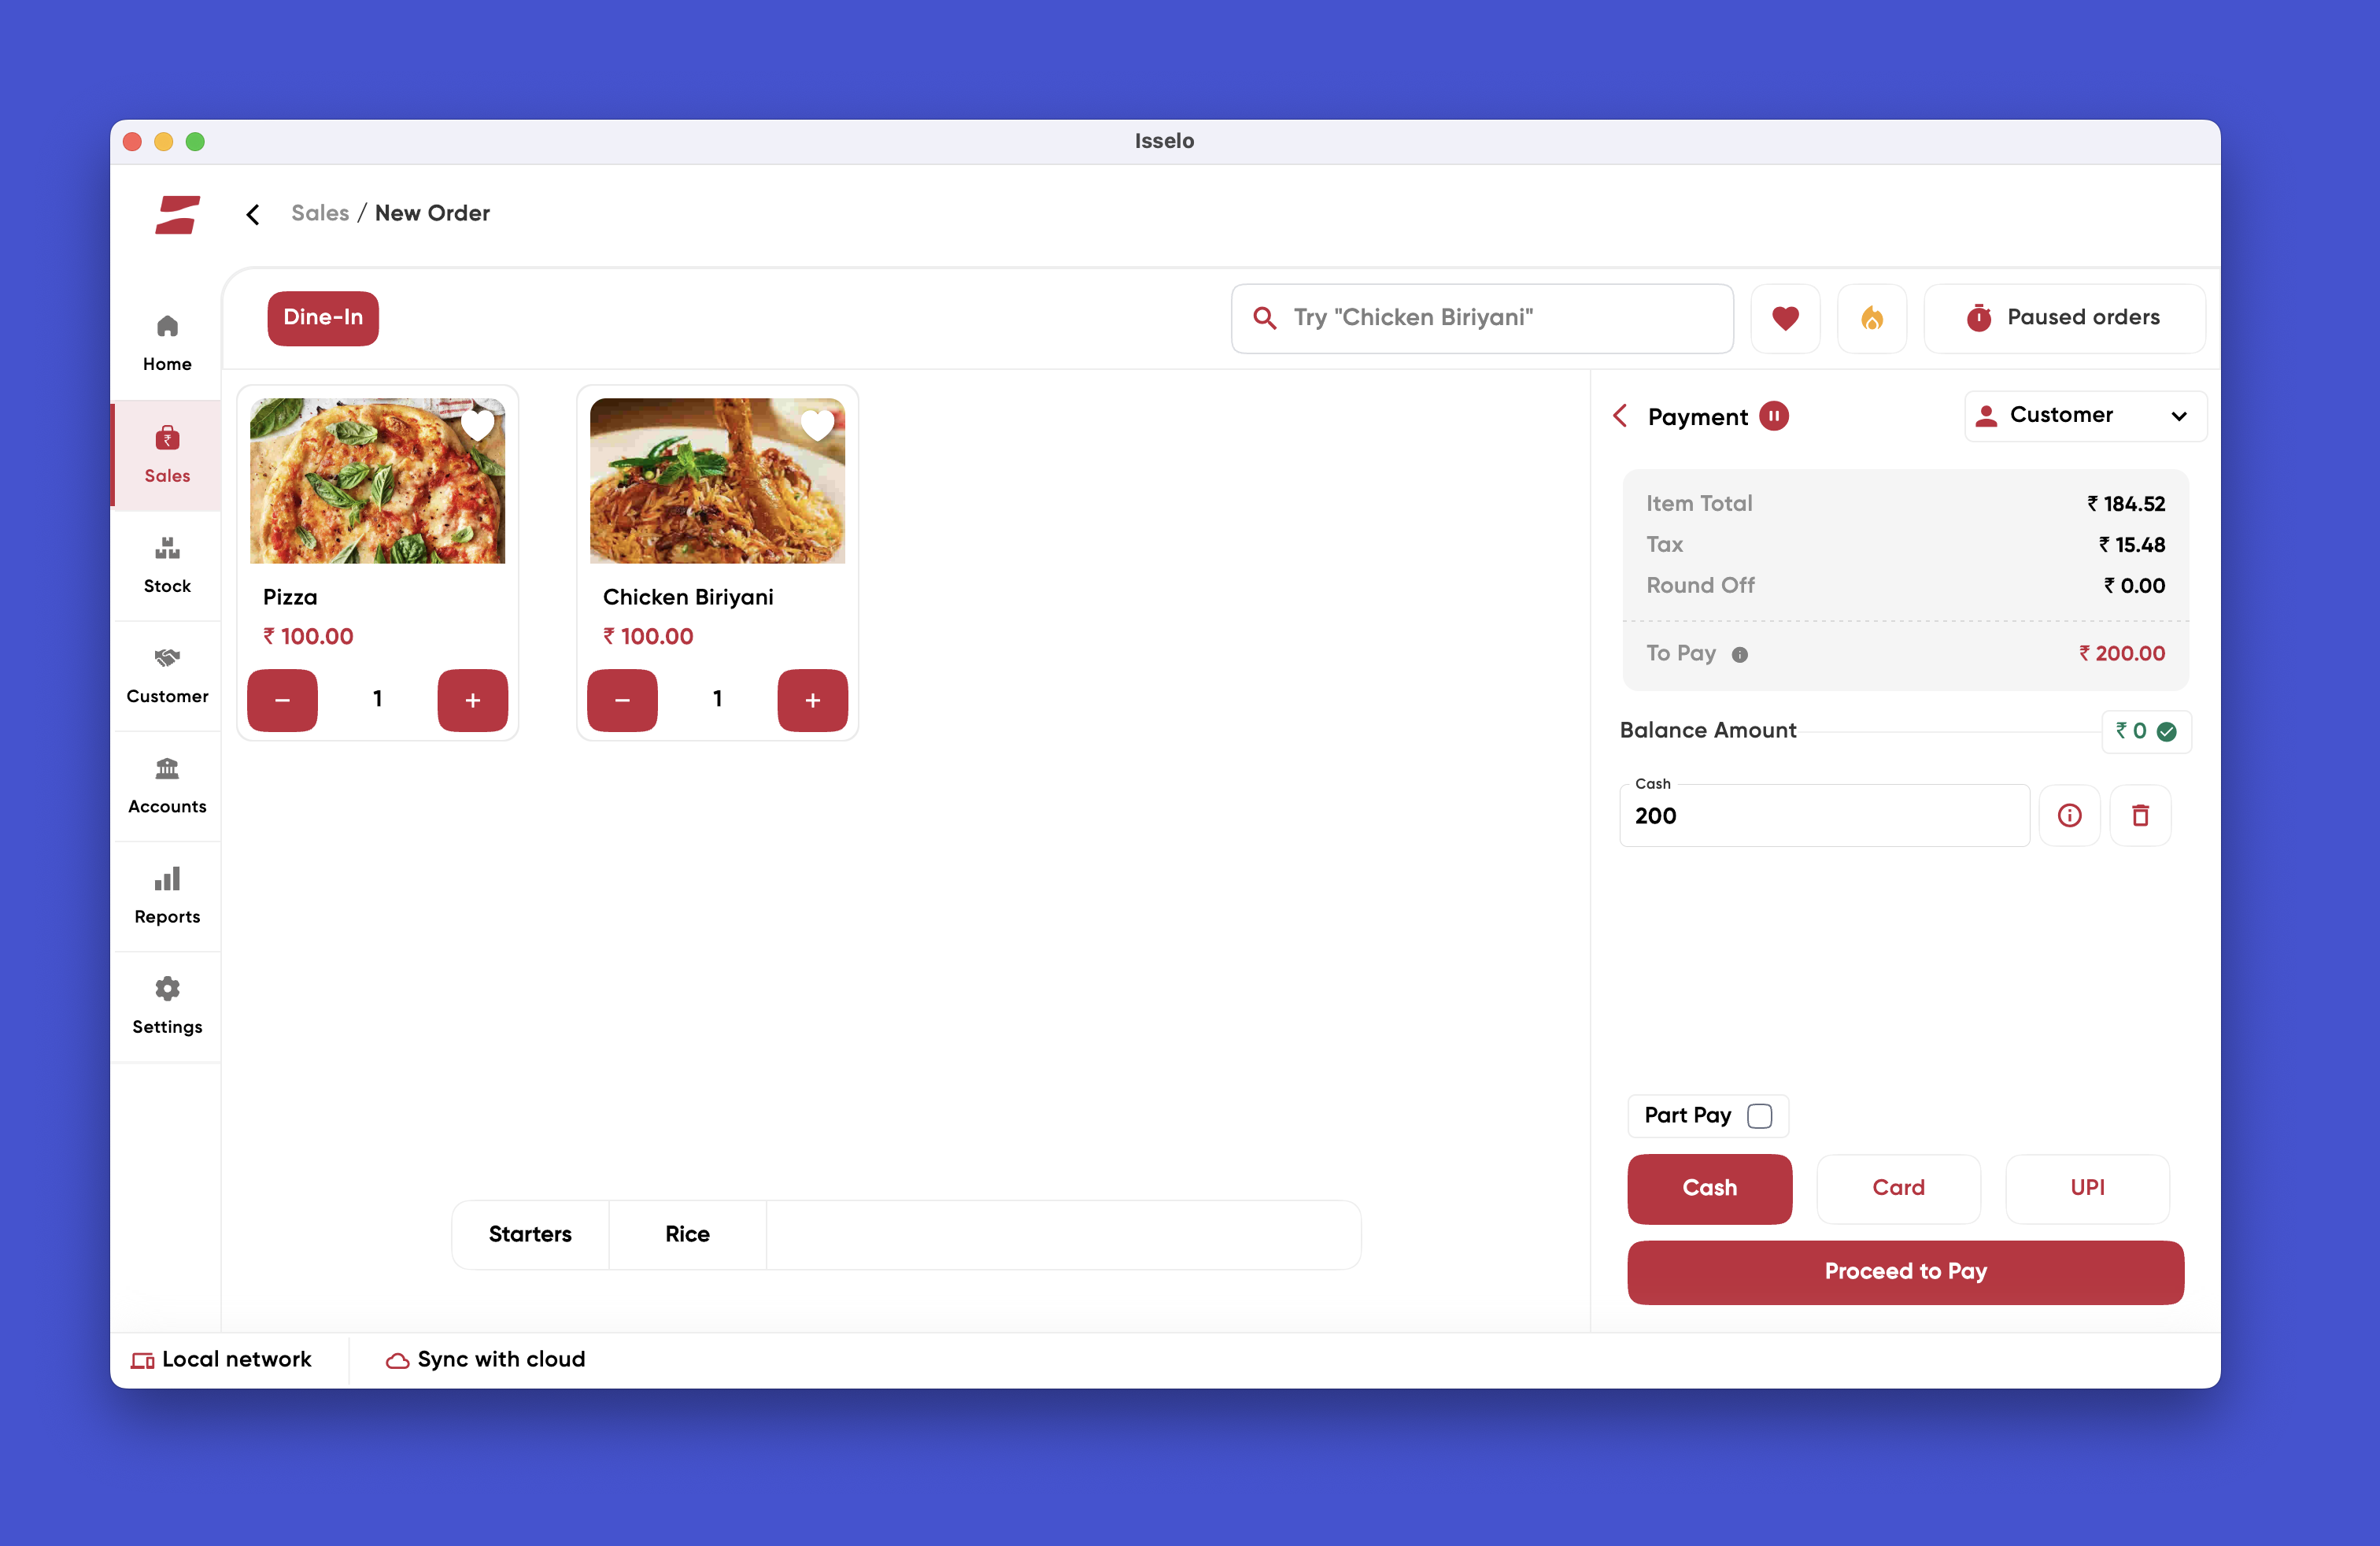 Isselo
Sales / New Order
Home
Sales
Stock
Customer
Accounts
Reports
Settings
Dine-In
Try "Chicken Biriyani"
Paused orders
Pizza
₹ 100.00
− 1 +
Chicken Biriyani
₹ 100.00
− 1 +
Starters Rice
Payment
Customer
Item Total ₹ 184.52
Tax ₹ 15.48
Round Off ₹ 0.00
To Pay ₹ 200.00
Balance Amount ₹ 0
Cash
200
Part Pay
Cash Card UPI
Proceed to Pay
Local network Sync with cloud